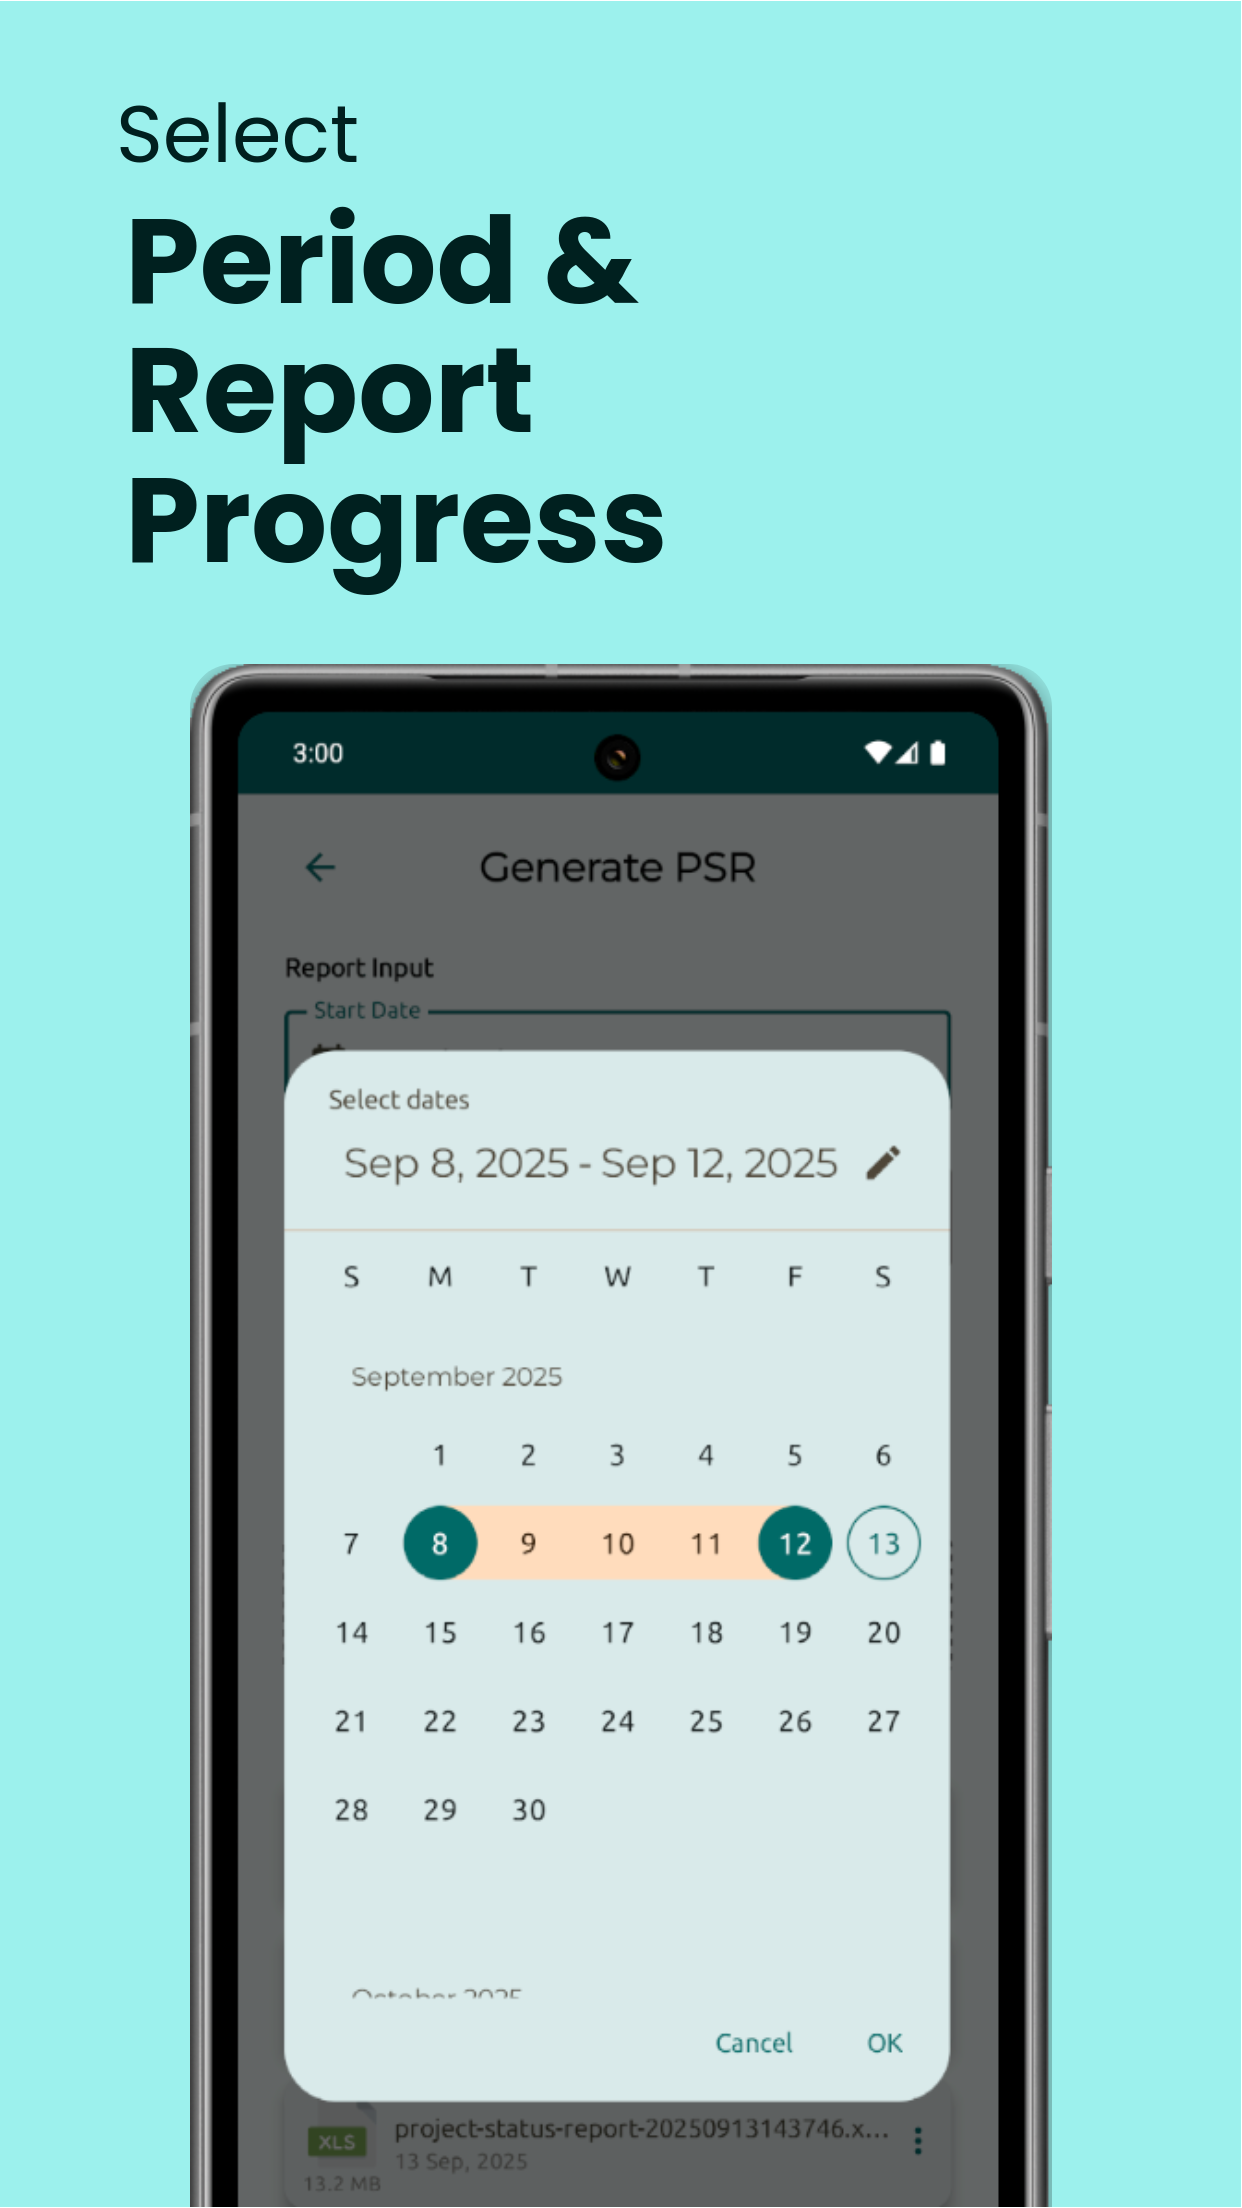 Select
Period &
Report
Progress
3:00
Generate PSR
Report Input
Start Date
Select dates
Sep 8, 2025 - Sep 12, 2025
S M T W T F S
September 2025
1 2 3 4 5 6
7 8 9 10 11 12 13
14 15 16 17 18 19 20
21 22 23 24 25 26 27
28 29 30
October 2025
Cancel OK
project-status-report-20250913143746.x...
XLS
13 Sep, 2025
13.2 MB